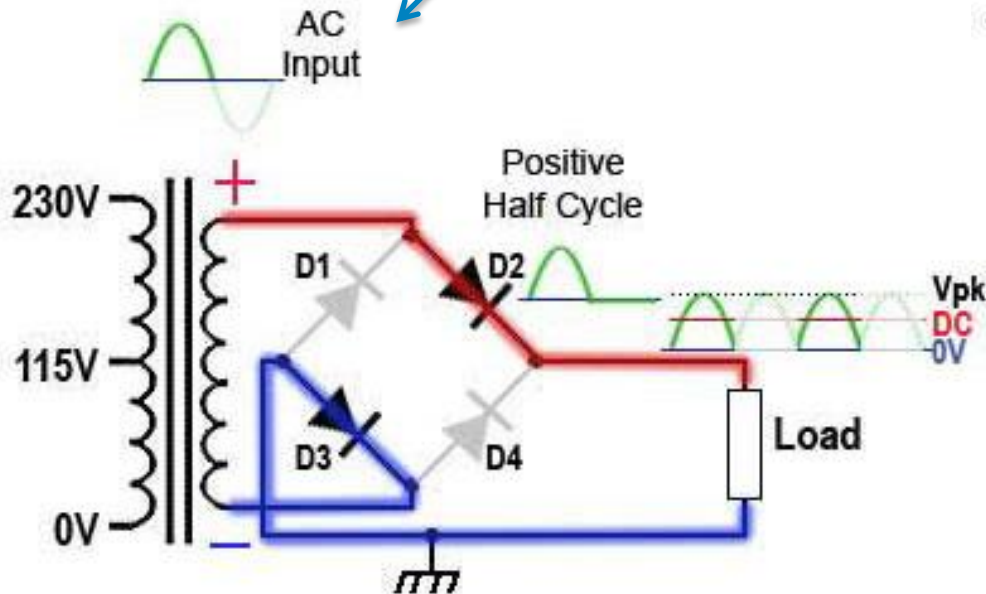 AC
Input
+
Positive
Half Cycle
230V
D1
D2
Vpk
DC
0V
115V
D3
D4
Load
0V
–